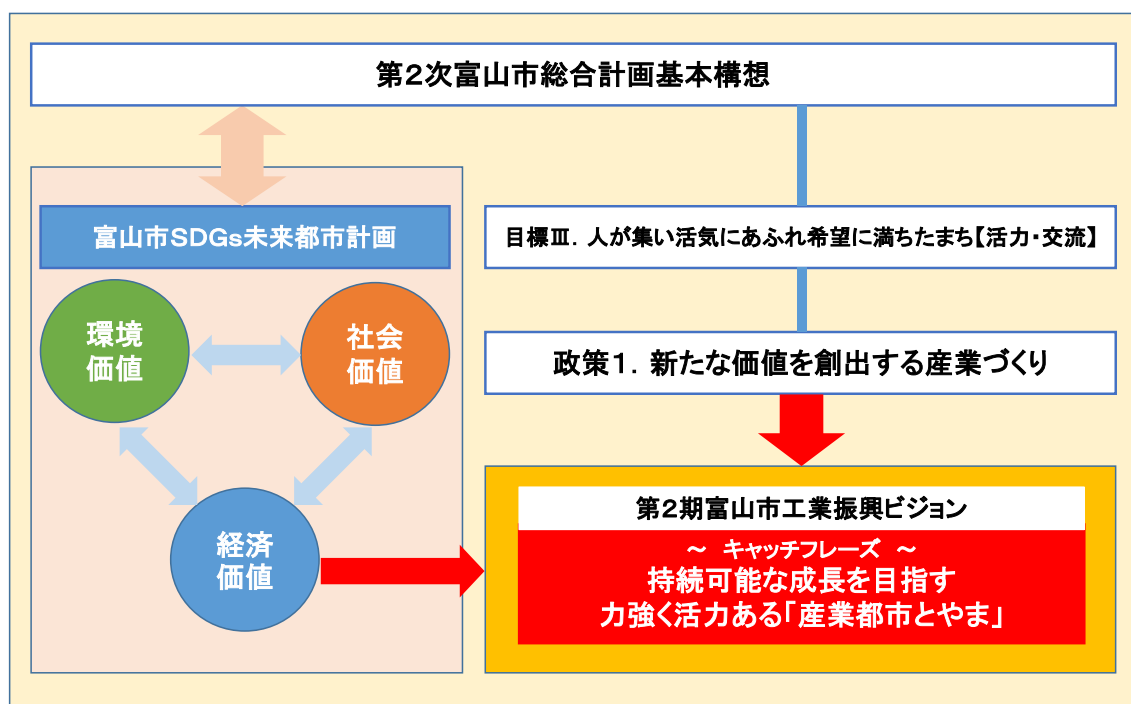 第２次富山市総合計画基本構想
富山市ＳＤＧｓ未来都市計画
環境
価値
社会
価値
経済
価値
目標Ⅲ．人が集い活気にあふれ希望に満ちたまち【活力・交流】
政策１．新たな価値を創出する産業づくり
第２期富山市工業振興ビジョン
～　キャッチフレーズ　～
持続可能な成長を目指す
力強く活力ある「産業都市とやま」